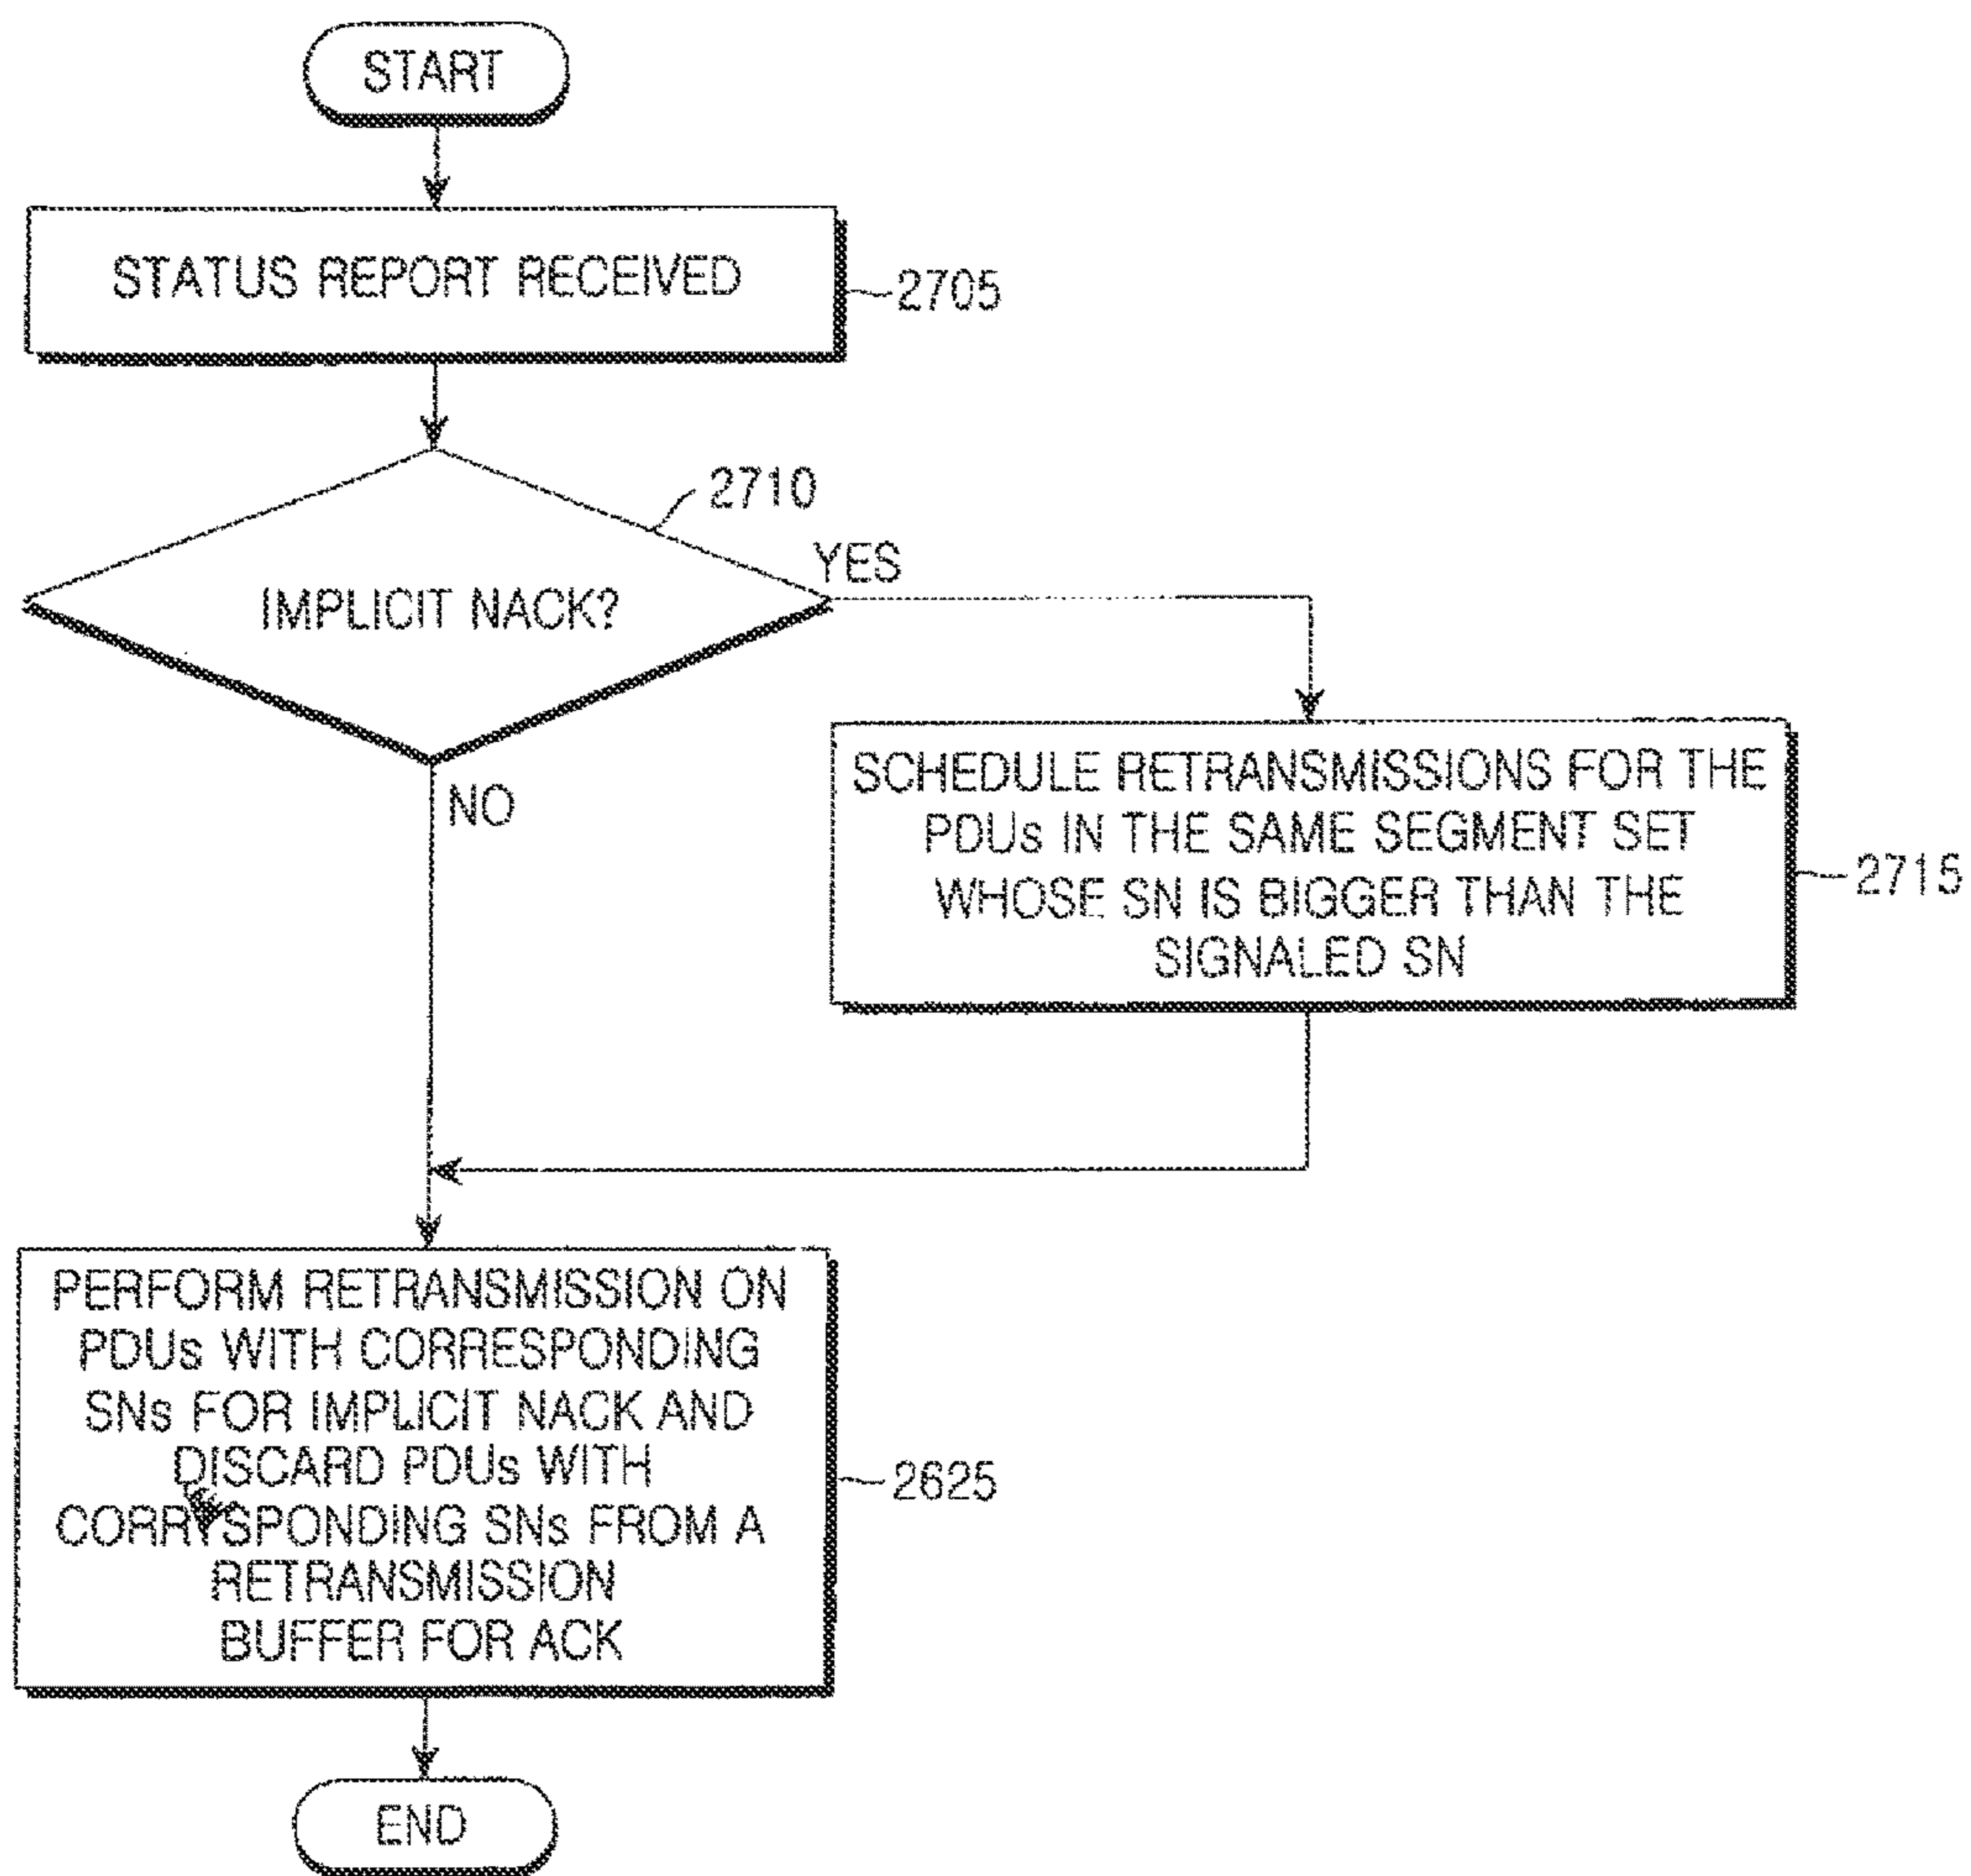 START
STATUS REPORT RECEIVED
2705
2710
IMPLICIT NACK?
YES
NO
SCHEDULE RETRANSMISSIONS FOR THE
PDUs IN THE SAME SEGMENT SET
WHOSE SN IS BIGGER THAN THE
SIGNALED SN
2715
PERFORM RETRANSMISSION ON
PDUs WITH CORRESPONDING
SNs FOR IMPLICIT NACK AND
DISCARD PDUs WITH
CORRYSPONDING SNs FROM A
RETRANSMISSION
BUFFER FOR ACK
2625
END